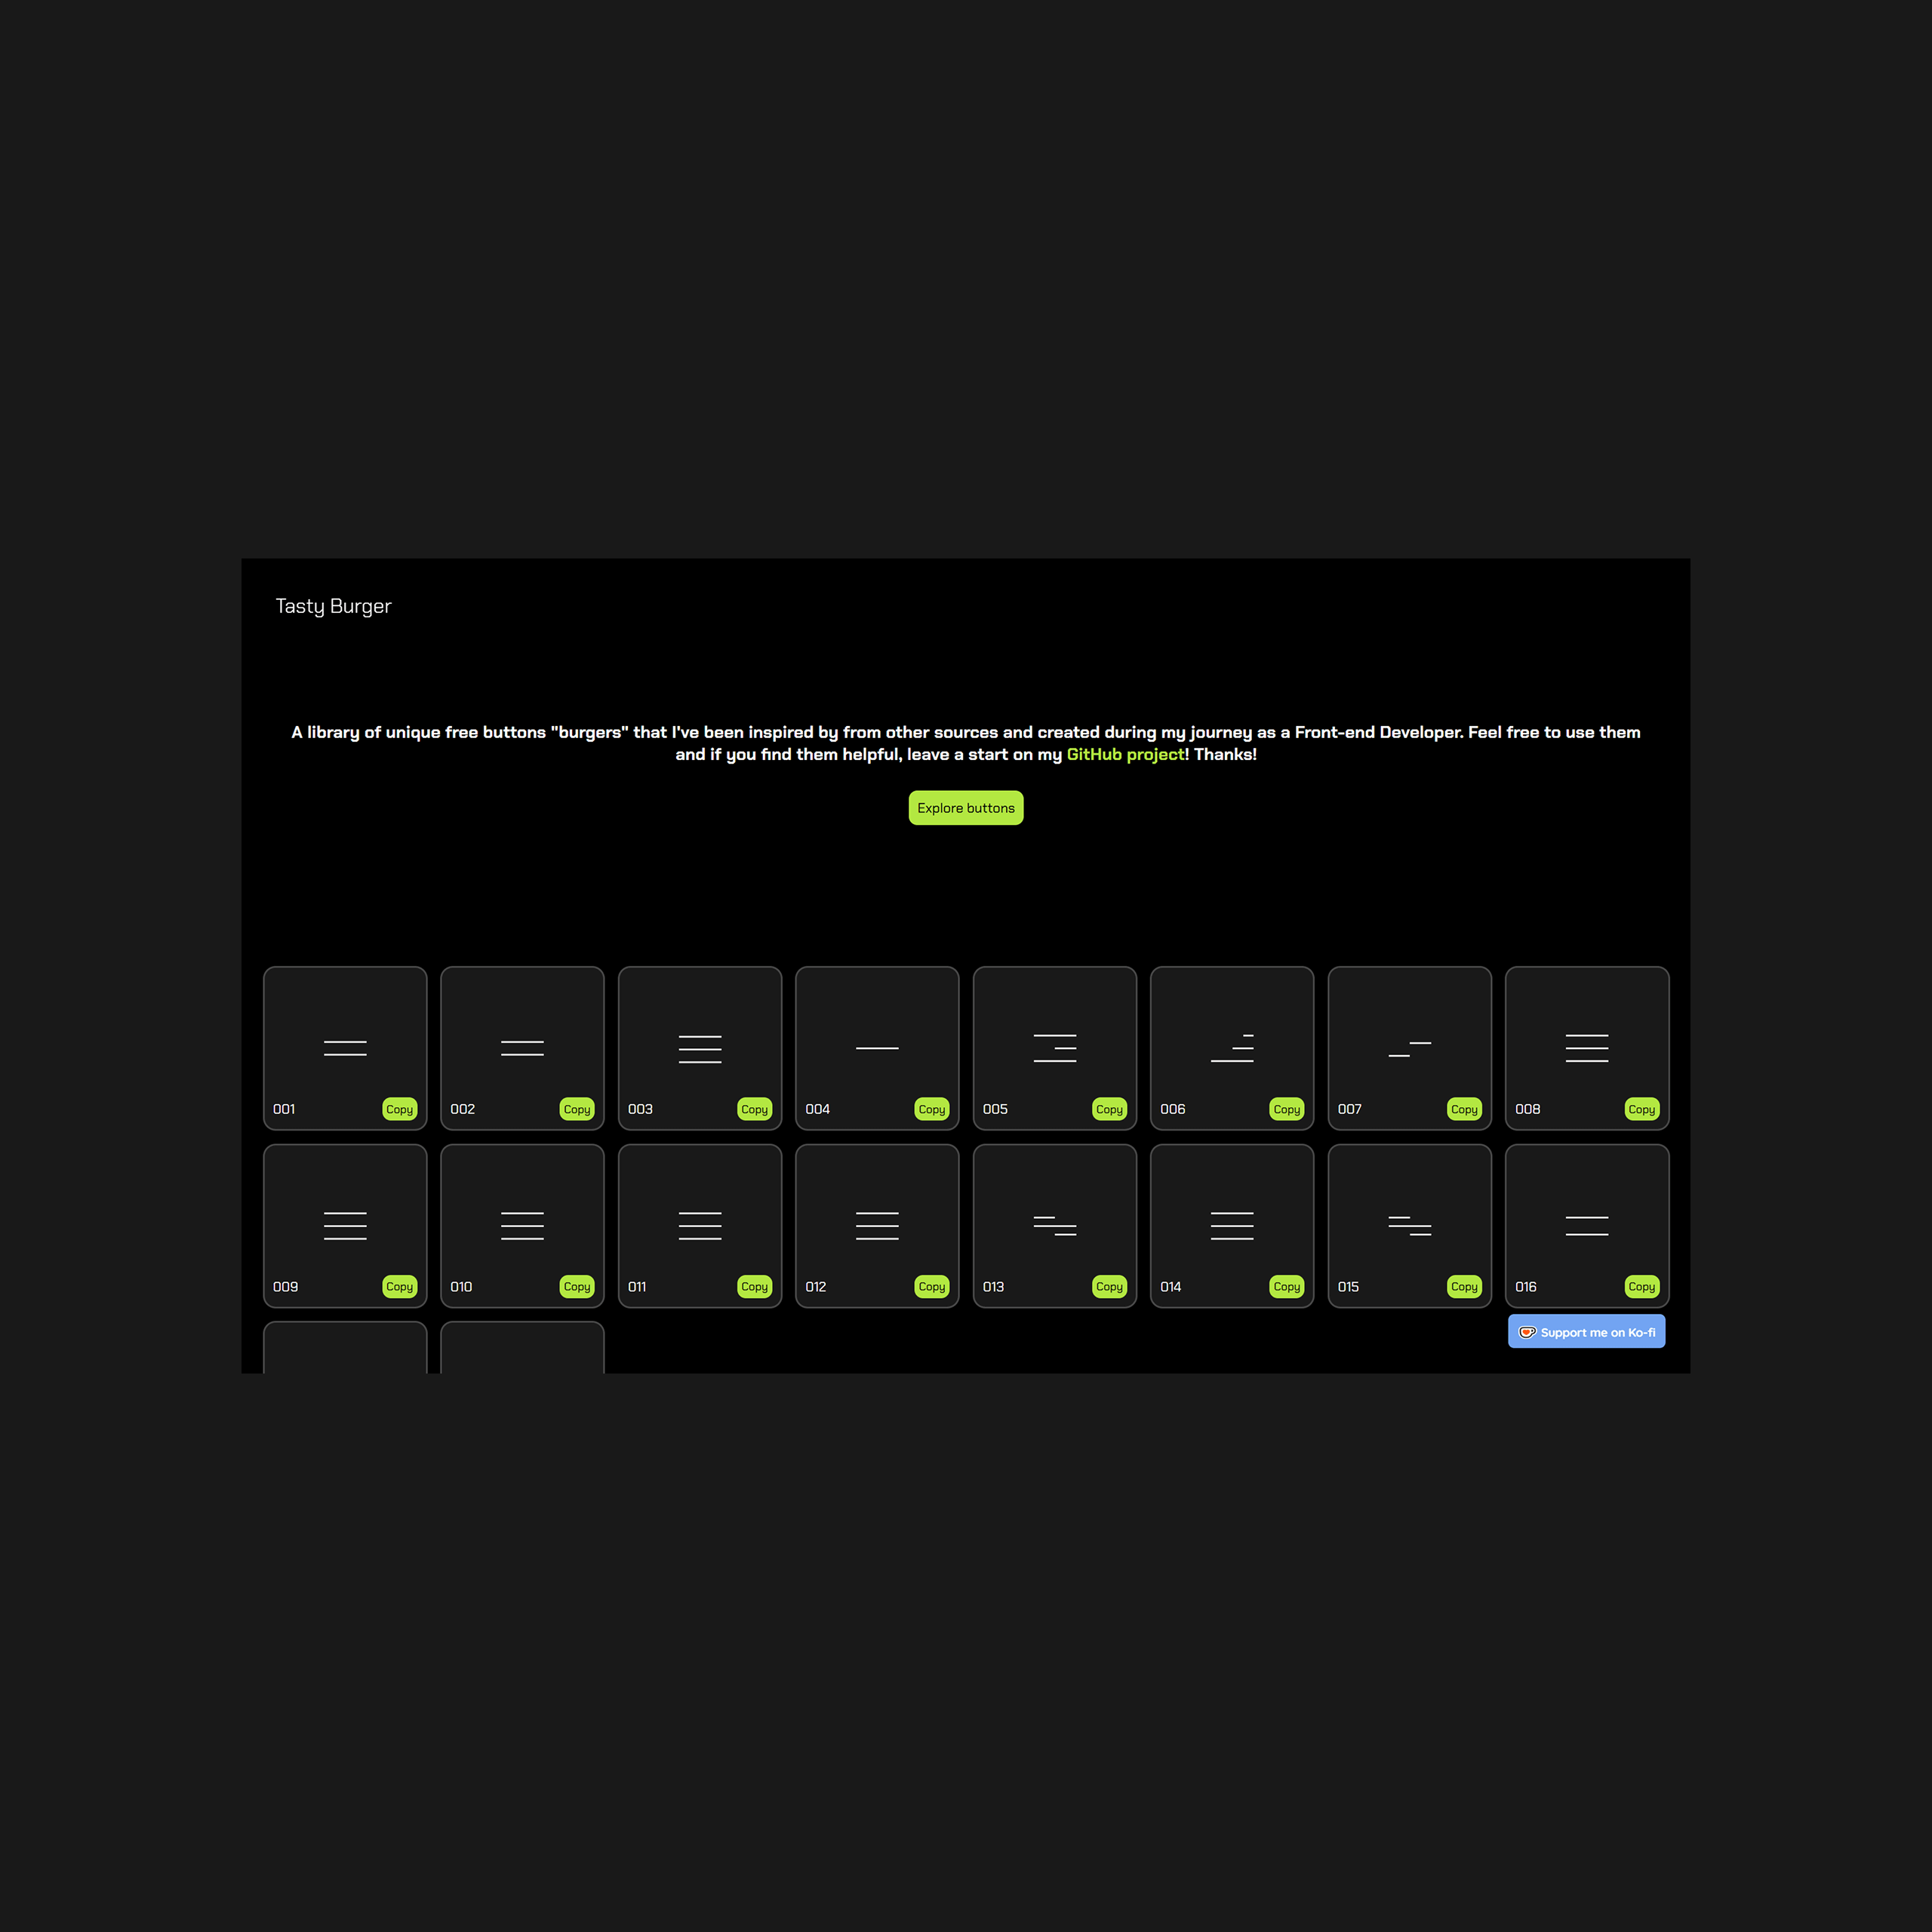 Tasty Burger
A library of unique free buttons "burgers" that I've been inspired by from other sources and created during my journey as a Front-end Developer. Feel free to use them
and if you find them helpful, leave a start on my GitHub project! Thanks!
Explore buttons
001 Copy
002 Copy
003 Copy
004 Copy
005 Copy
006 Copy
007 Copy
008 Copy
009 Copy
010 Copy
011 Copy
012 Copy
013 Copy
014 Copy
015 Copy
016 Copy
Support me on Ko-fi